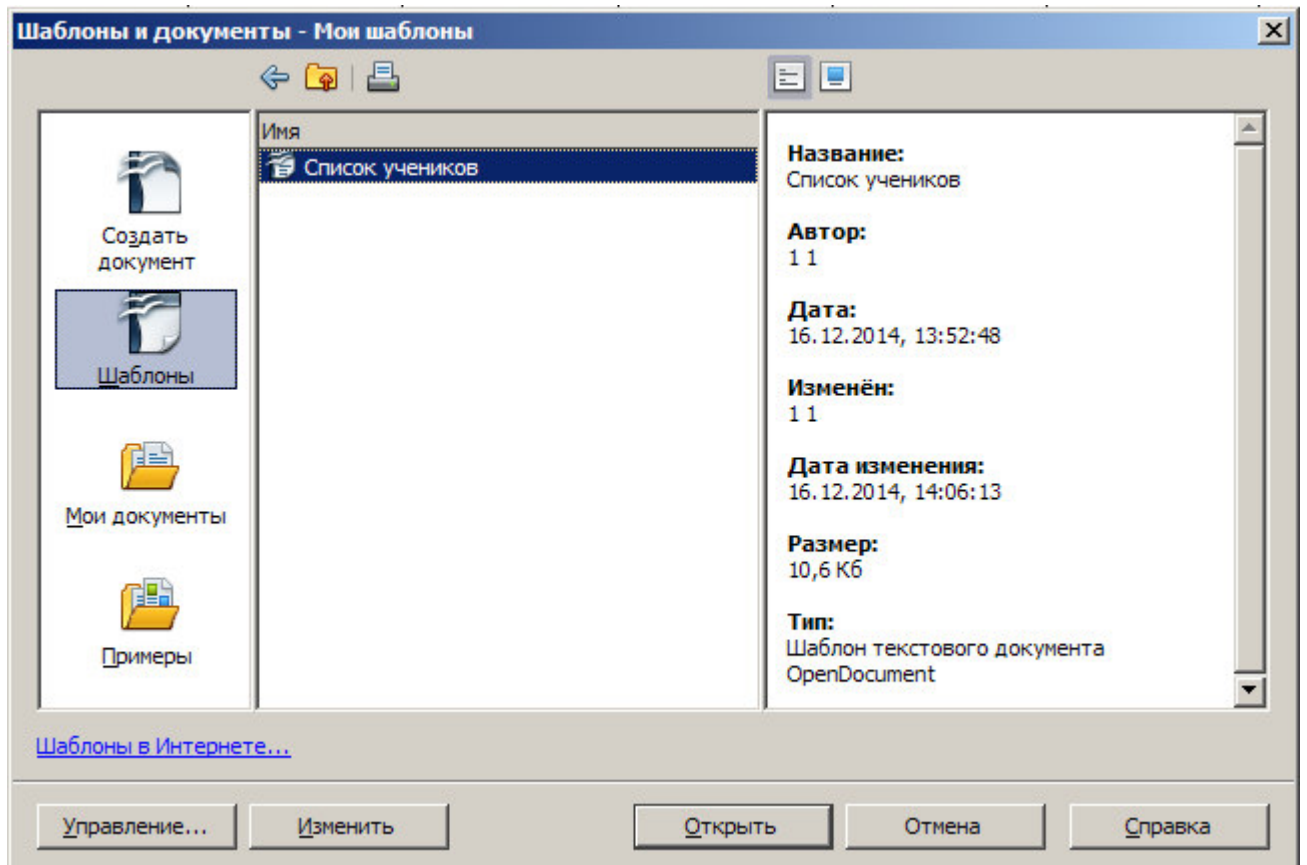 Шаблоны и документы - Мои шаблоны
Создать
документ
Шаблоны
Мои документы
Примеры
Имя
Список учеников
Название:
Список учеников
Автор:
1 1
Дата:
16.12.2014, 13:52:48
Изменён:
1 1
Дата изменения:
16.12.2014, 14:06:13
Размер:
10,6 Кб
Тип:
Шаблон текстового документа
OpenDocument
Шаблоны в Интернете...
Управление...
Изменить
Открыть
Отмена
Справка